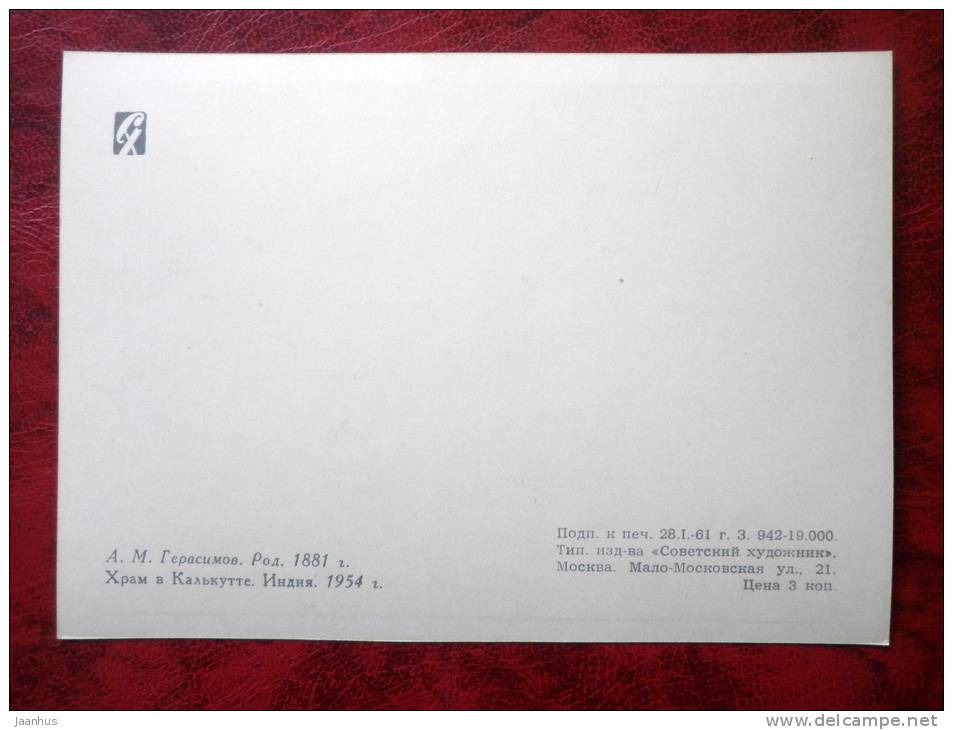 СХ
А. М. Герасимов. Род. 1881 г.
Храм в Калькутте. Индия. 1954 г.
Подп. к печ. 28.I.-61 г. З. 942-19.000.
Тип. изд-ва «Советский художник».
Москва. Мало-Московская ул., 21.
Цена 3 коп.
Jaanhus
www.delcampe.net